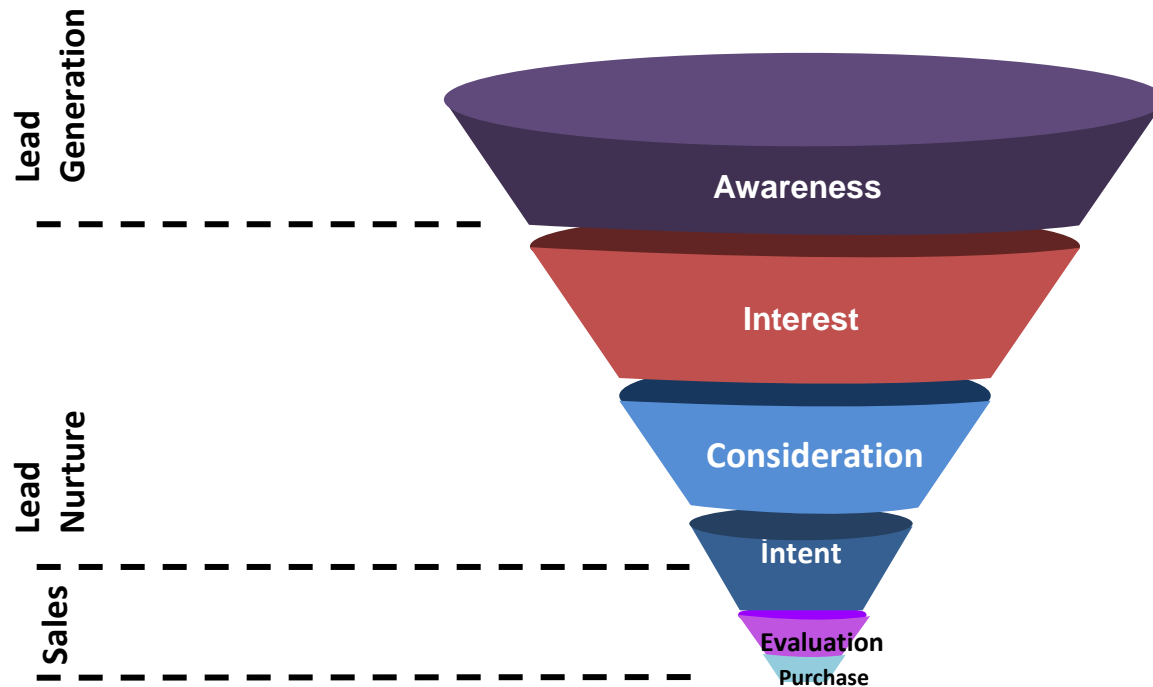 Lead
Generation
Awareness
Interest
Consideration
Lead
Nurture
Intent
Sales
Evaluation
Purchase